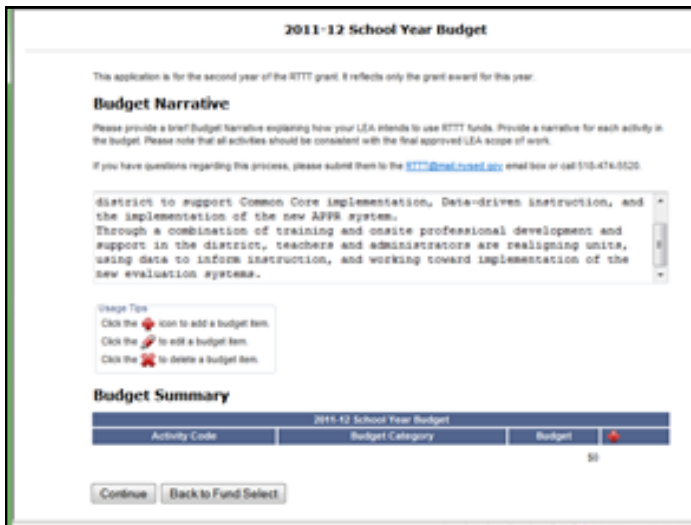 2011-12 School Year Budget
This application is for the second year of the RTTT grant. It reflects only the grant award for this year.
Budget Narrative
Please provide a brief Budget Narrative explaining how your LEA intends to use RTTT funds. Provide a narrative for each activity in
the budget. Please note that all activities should be consistent with the final approved LEA scope of work.
If you have questions regarding this process, please submit them to the RTTT@mail.nysed.gov email box or call 518-474-5520.
district to support Common Core implementation, Data-driven instruction, and
the implementation of the new APPR system.
Through a combination of training and onsite professional development and
support in the district, teachers and administrators are realigning units,
using data to inform instruction, and working toward implementation of the
new evaluation systems.
Usage Tips
Click the icon to add a budget item.
Click the to edit a budget item.
Click the to delete a budget item.
Budget Summary
2011-12 School Year Budget
Activity Code Budget Category Budget
$0
Continue Back to Fund Select